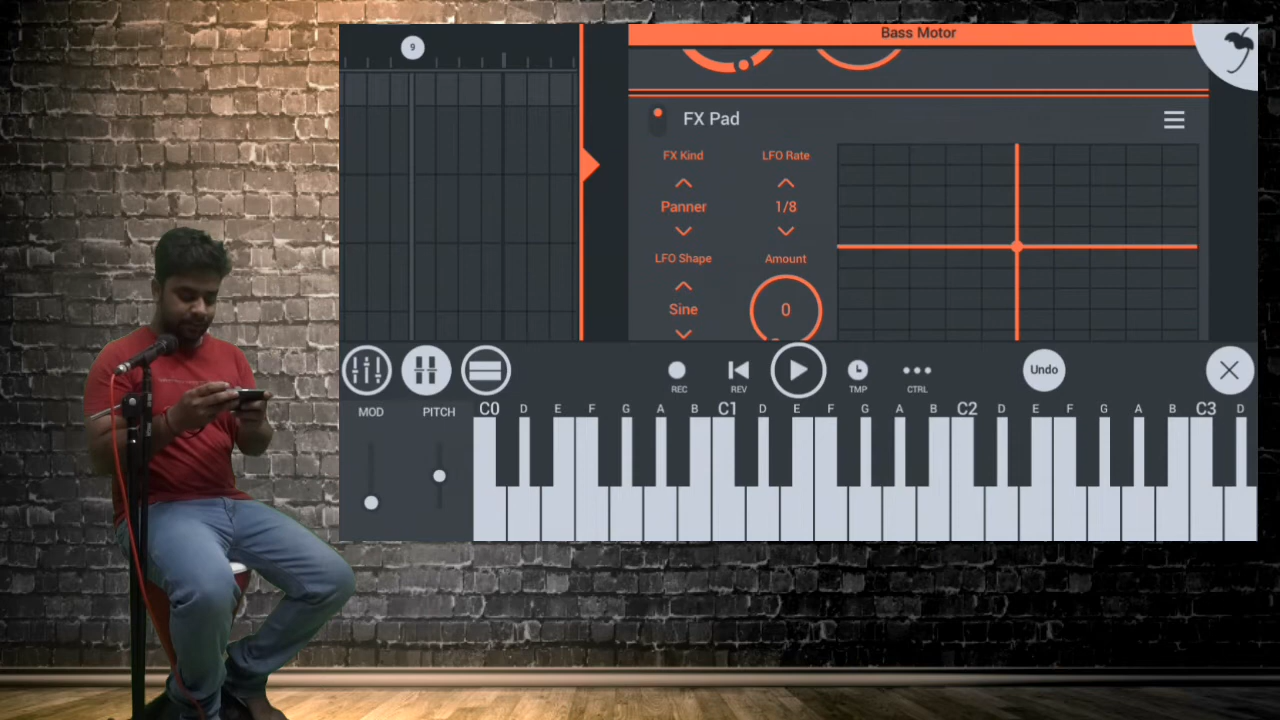 9
Bass Motor
FX Pad
FX Kind
LFO Rate
Panner
1/8
LFO Shape
Amount
Sine
0
REC
REV
TMP
CTRL
Undo
MOD
PITCH
C0 D E F G A B C1 D E F G A B C2 D E F G A B C3 D